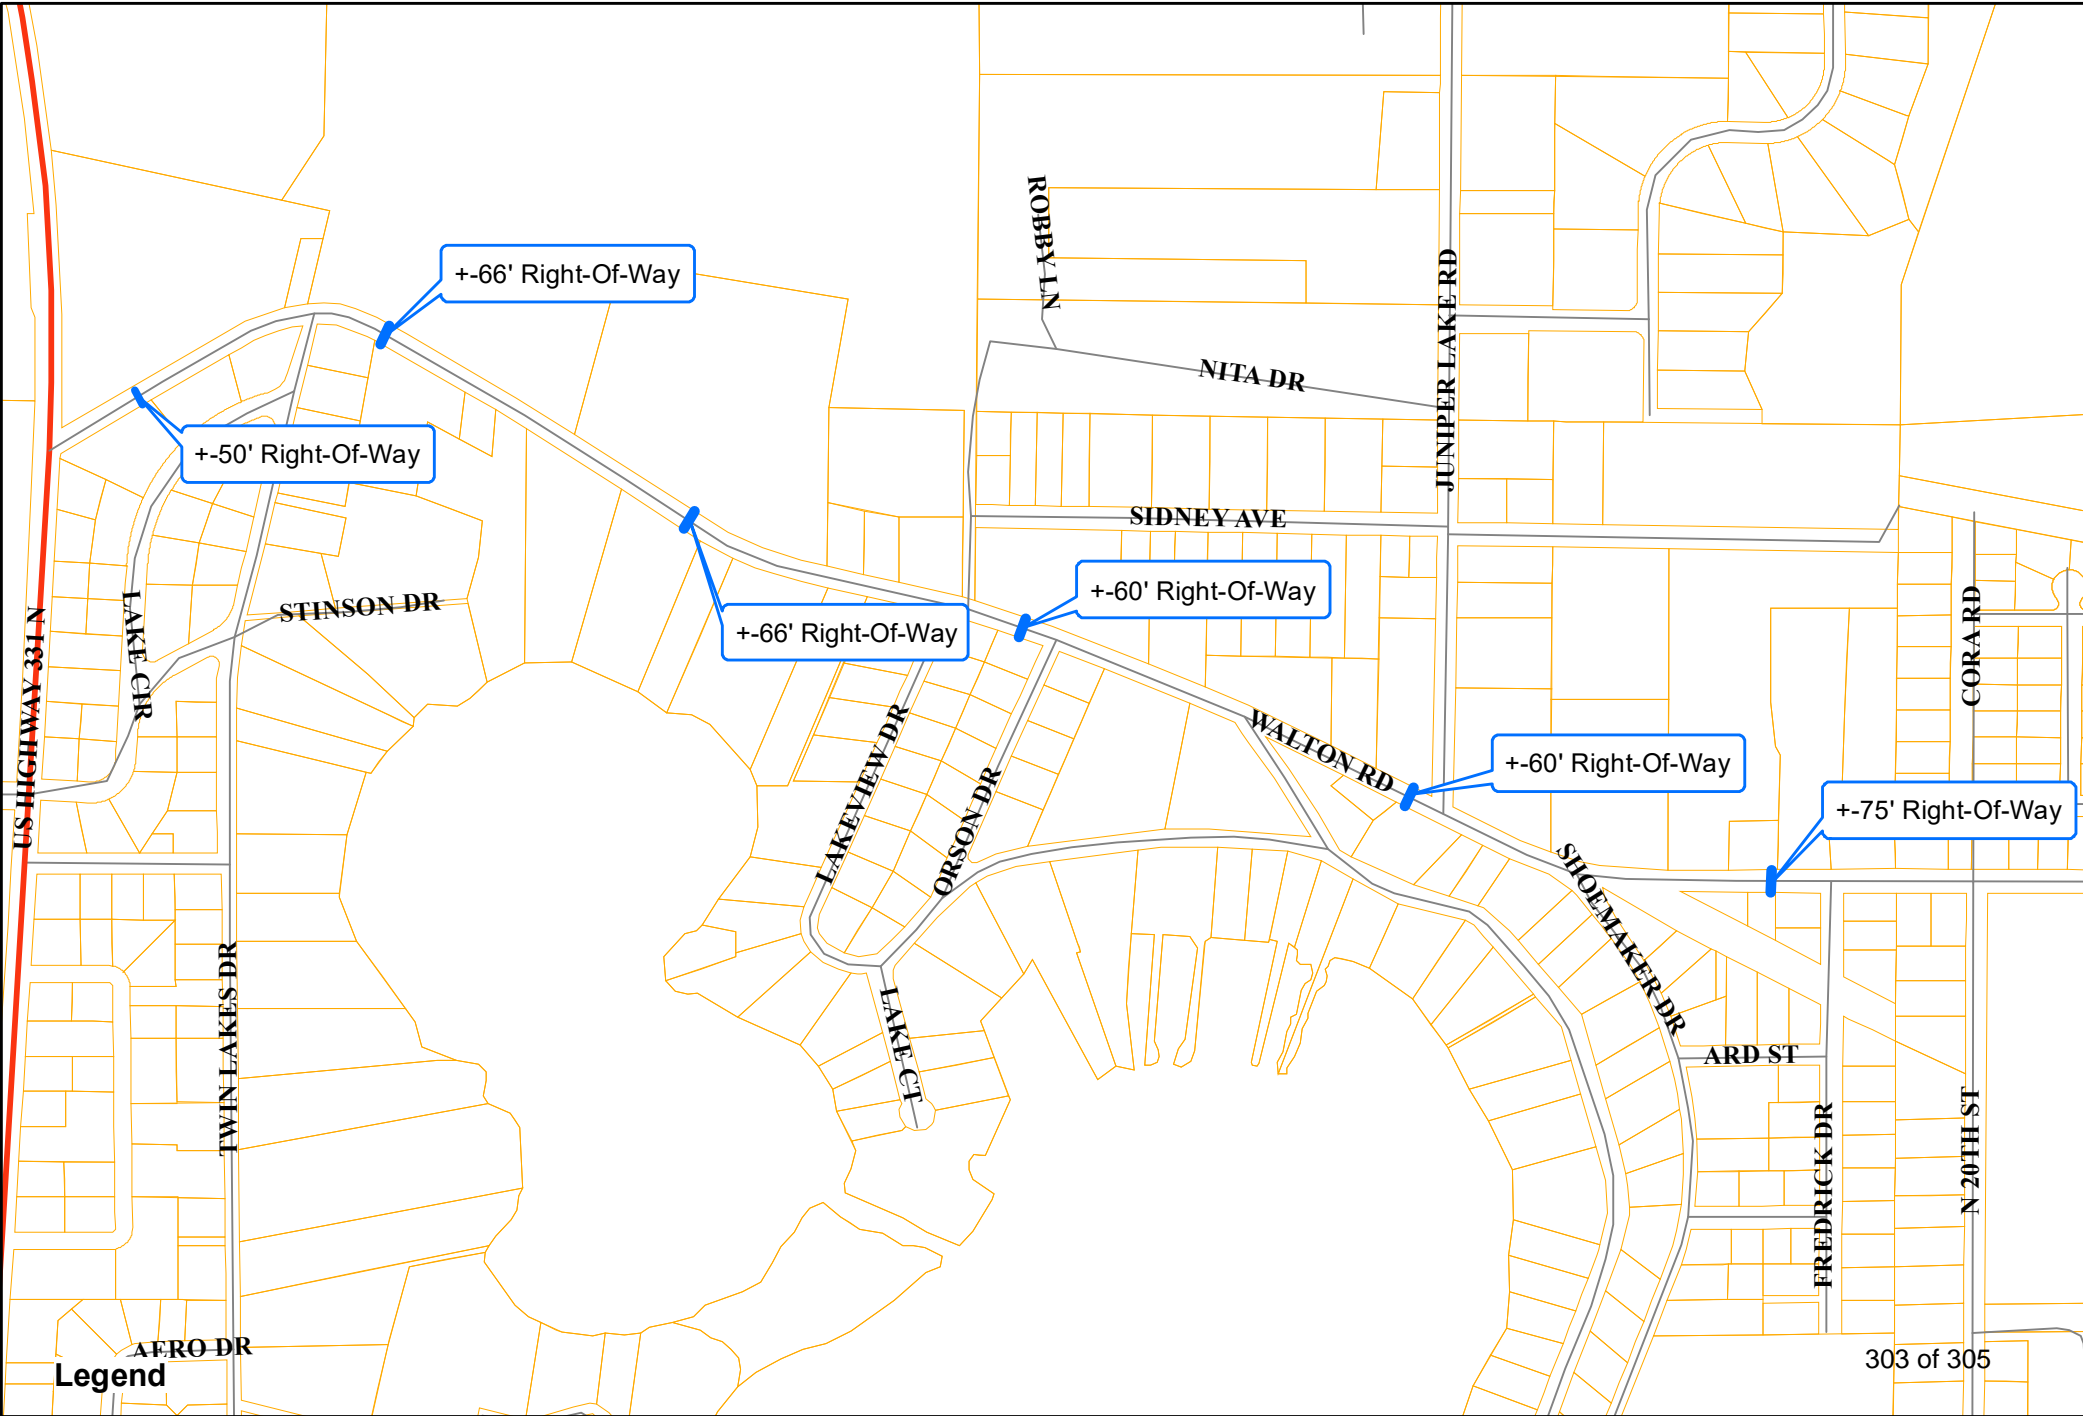 ROBBY LN
+-66' Right-Of-Way
JUNIPER LAKE RD
NITA DR
+-50' Right-Of-Way
SIDNEY AVE
+-60' Right-Of-Way
STINSON DR
LAKE CIR
+-66' Right-Of-Way
CORA RD
US HIGHWAY 331 N
LAKEVIEW DR
WALTON RD
+-60' Right-Of-Way
ORSON DR
+-75' Right-Of-Way
SHOEMAKER DR
TWIN LAKES DR
LAKE CT
ARD ST
FREDRICK DR
N 20TH ST
AERO DR
Legend
303 of 305